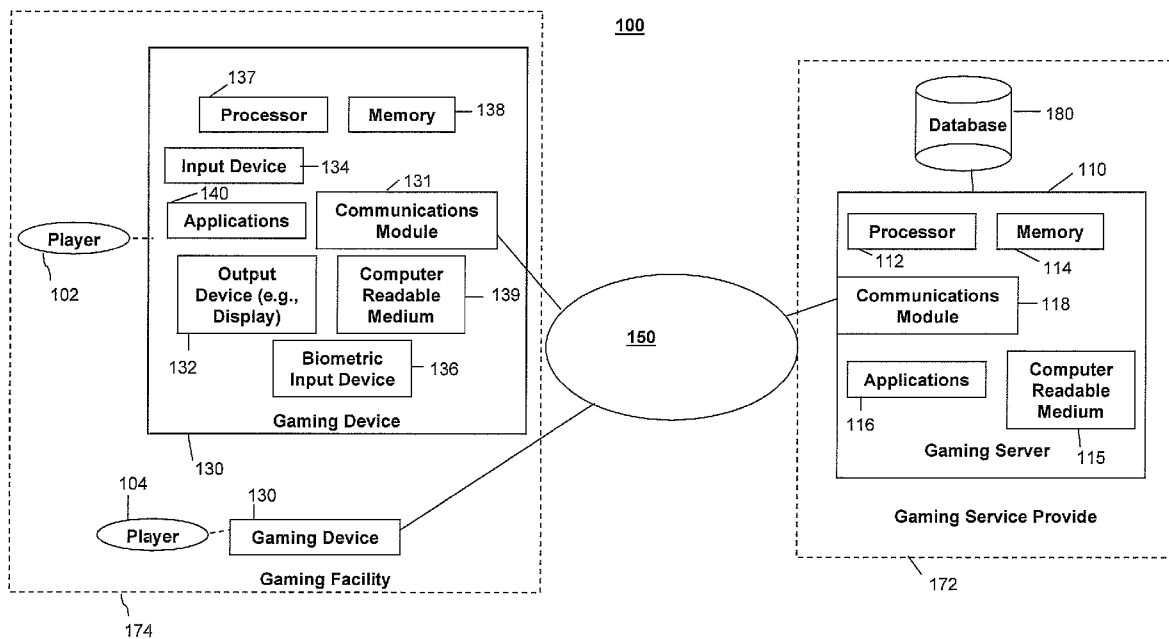 100
137
Processor
Memory
138
Input Device
134
140
Applications
131
Communications
Module
Player
102
Output
Device (e.g.,
Display)
132
Computer
Readable
Medium
139
Biometric
Input Device
136
Gaming Device
130
104
Player
130
Gaming Device
Gaming Facility
174
150
Database
180
110
Processor
112
Memory
114
Communications
Module
118
Applications
116
Computer
Readable
Medium
115
Gaming Server
Gaming Service Provide
172